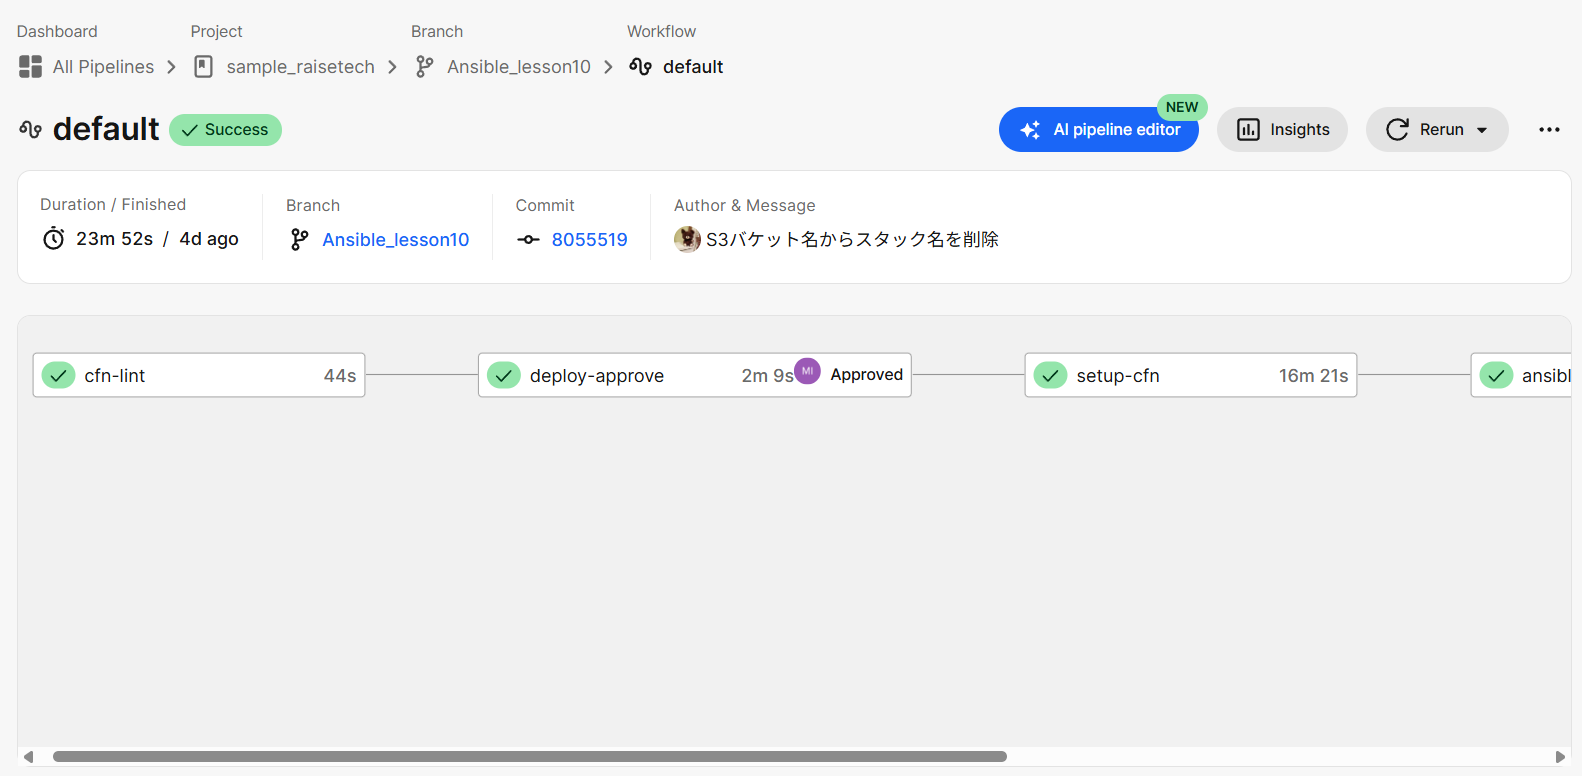 Dashboard Project Branch Workflow
All Pipelines sample_raisetech Ansible_lesson10 default
default Success NEW AI pipeline editor Insights Rerun
Duration / Finished Branch Commit Author & Message
23m 52s / 4d ago Ansible_lesson10 8055519 S3バケット名からスタック名を削除
cfn-lint 44s deploy-approve 2m 9s MI Approved setup-cfn 16m 21s ansibl